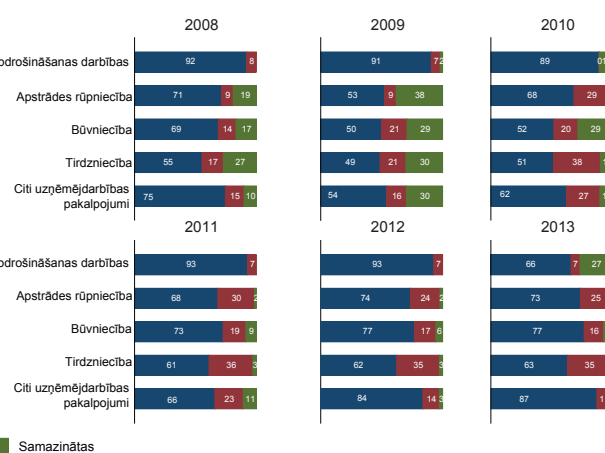 2008 2009 2010
odrošināšanas darbības 92 8 91 7 2 89 01
Apstrādes rūpniecība 71 9 19 53 9 38 68 29
Būvniecība 69 14 17 50 21 29 52 20 29
Tirdzniecība 55 17 27 49 21 30 51 38 1
Citi uzņēmējdarbības
pakalpojumi 75 15 10 54 16 30 62 27 1
2011 2012 2013
odrošināšanas darbības 93 7 93 7 66 7 27
Apstrādes rūpniecība 68 30 2 74 24 2 73 25
Būvniecība 73 19 9 77 17 6 77 16
Tirdzniecība 61 36 3 62 35 3 63 35
Citi uzņēmējdarbības
pakalpojumi 66 23 11 84 14 3 87 1
Samazinātas